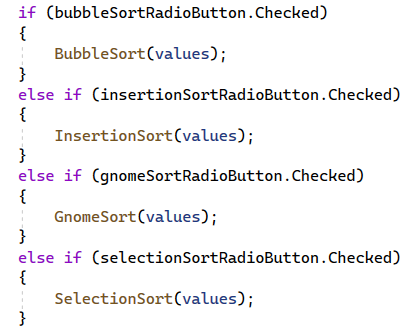 if (bubbleSortRadioButton.Checked)
{
    BubbleSort(values);
}
else if (insertionSortRadioButton.Checked)
{
    InsertionSort(values);
}
else if (gnomeSortRadioButton.Checked)
{
    GnomeSort(values);
}
else if (selectionSortRadioButton.Checked)
{
    SelectionSort(values);
}